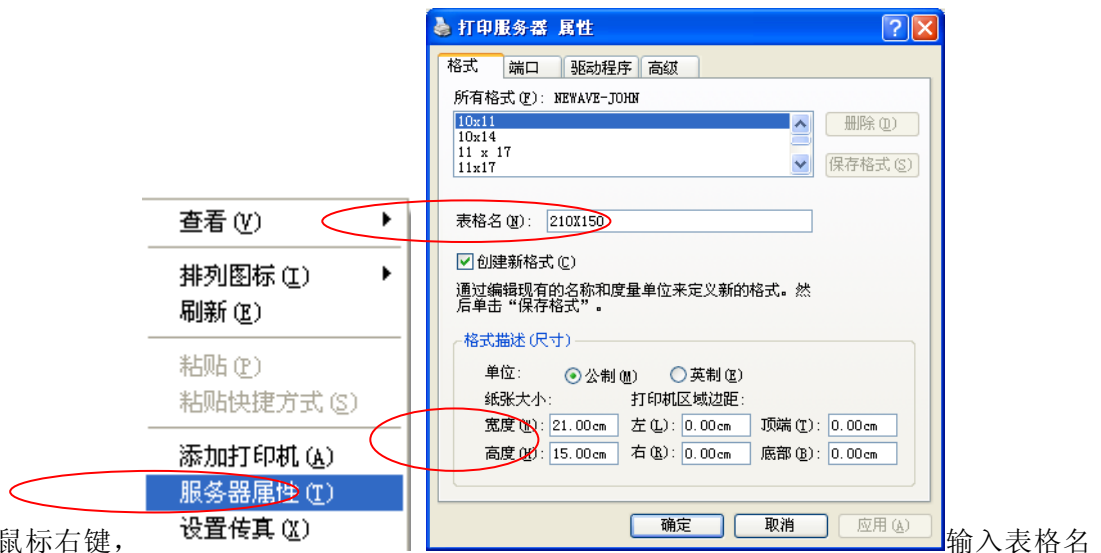 打印服务器 属性
格式 端口 驱动程序 高级
所有格式(F): NEWAVE-JOHN
10x11
10x14
11 x 17
11x17
删除(D)
保存格式(S)
表格名(N): 210X150
创建新格式(C)
通过编辑现有的名称和度量单位来定义新的格式。然
后单击“保存格式”。
格式描述(尺寸)
单位: 公制(M) 英制(E)
纸张大小: 打印机区域边距:
宽度(W): 21.00cm 左(L): 0.00cm 顶端(T): 0.00cm
高度(H): 15.00cm 右(R): 0.00cm 底部(B): 0.00cm
确定 取消 应用(A)
查看(V)
排列图标(I)
刷新(E)
粘贴(P)
粘贴快捷方式(S)
添加打印机(A)
服务器属性(T)
设置传真(X)
鼠标右键，
输入表格名